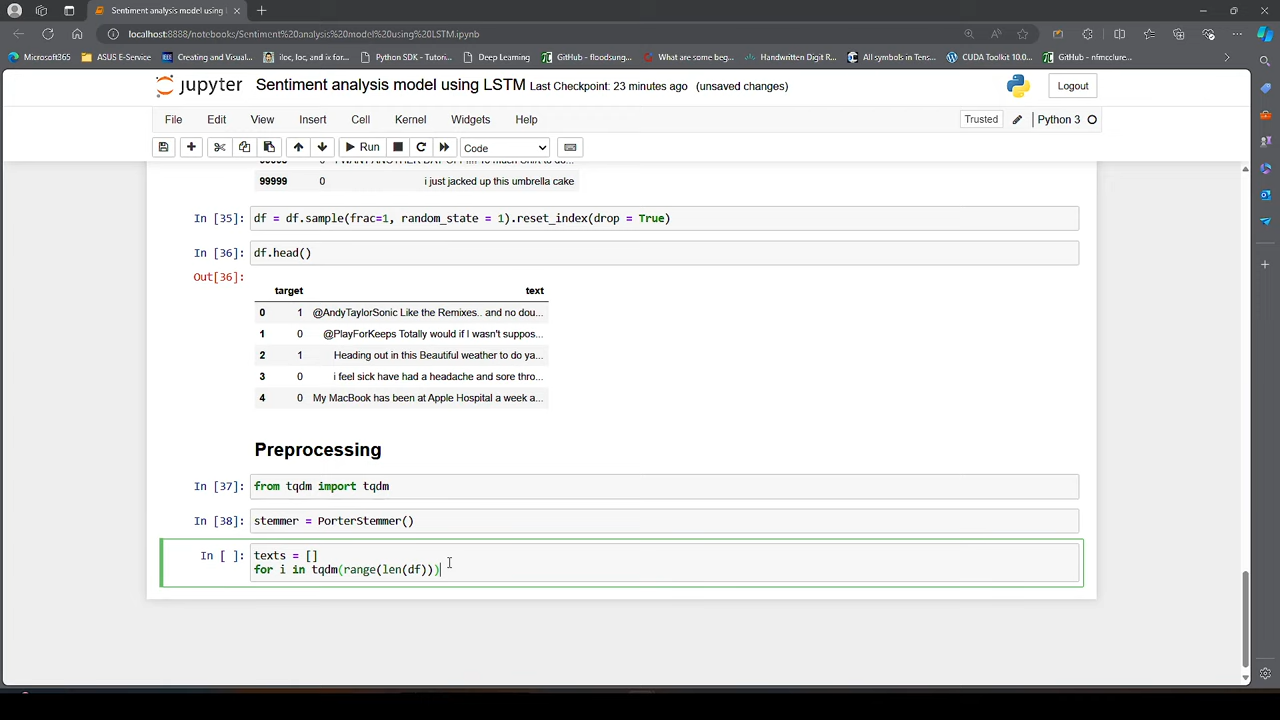 Sentiment analysis model using
localhost:8888/notebooks/Sentiment%20analysis%20model%20using%20LSTM.ipynb
Microsoft365 ASUS E-Service Creating and Visual... iloc, loc, and ix for... Python SDK - Tutori... Deep Learning GitHub - floodsung... What are some beg... Handwritten Digit R... All symbols in Tens... CUDA Toolkit 10.0... GitHub - nfmcclure...
jupyter Sentiment analysis model using LSTM Last Checkpoint: 23 minutes ago (unsaved changes) Logout
File Edit View Insert Cell Kernel Widgets Help Trusted Python 3
Run Code
99999 0 i just jacked up this umbrella cake
In [35]: df = df.sample(frac=1, random_state = 1).reset_index(drop = True)
In [36]: df.head()
Out[36]:
target text
0 1 @AndyTaylorSonic Like the Remixes.. and no dou...
1 0 @PlayForKeeps Totally would if I wasn't suppos...
2 1 Heading out in this Beautiful weather to do ya...
3 0 i feel sick have had a headache and sore thro...
4 0 My MacBook has been at Apple Hospital a week a...
Preprocessing
In [37]: from tqdm import tqdm
In [38]: stemmer = PorterStemmer()
In [ ]: texts = []
for i in tqdm(range(len(df)))